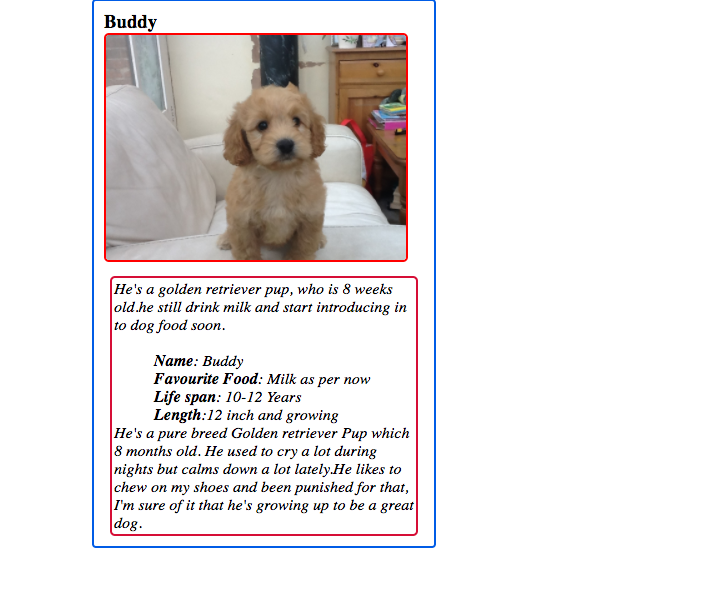 Buddy
He's a golden retriever pup, who is 8 weeks
old.he still drink milk and start introducing in
to dog food soon.
Name: Buddy
Favourite Food: Milk as per now
Life span: 10-12 Years
Length:12 inch and growing
He's a pure breed Golden retriever Pup which
8 months old. He used to cry a lot during
nights but calms down a lot lately.He likes to
chew on my shoes and been punished for that,
I'm sure of it that he's growing up to be a great
dog.